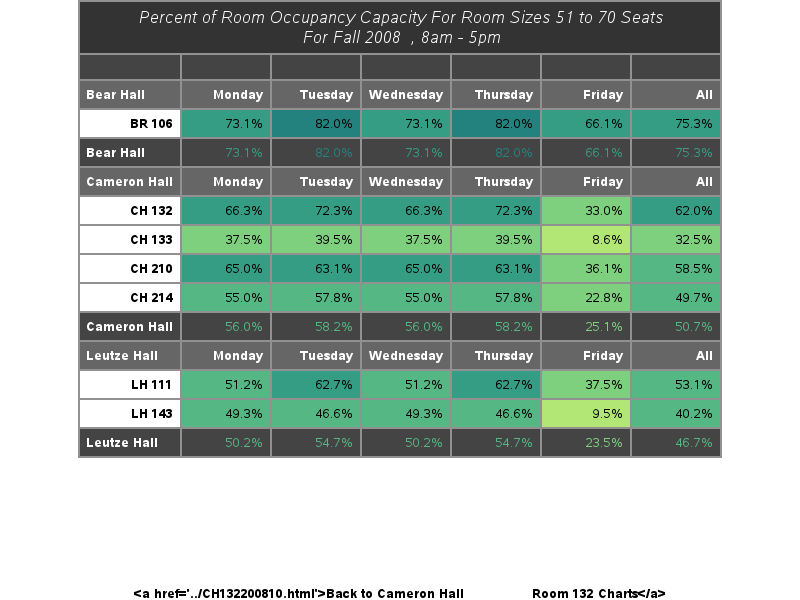 Percent of Room Occupancy Capacity For Room Sizes 51 to 70 Seats
For Fall 2008 , 8am - 5pm
Bear Hall Monday Tuesday Wednesday Thursday Friday All
BR 106 73.1% 82.0% 73.1% 82.0% 66.1% 75.3%
Bear Hall 73.1% 82.0% 73.1% 82.0% 66.1% 75.3%
Cameron Hall Monday Tuesday Wednesday Thursday Friday All
CH 132 66.3% 72.3% 66.3% 72.3% 33.0% 62.0%
CH 133 37.5% 39.5% 37.5% 39.5% 8.6% 32.5%
CH 210 65.0% 63.1% 65.0% 63.1% 36.1% 58.5%
CH 214 55.0% 57.8% 55.0% 57.8% 22.8% 49.7%
Cameron Hall 56.0% 58.2% 56.0% 58.2% 25.1% 50.7%
Leutze Hall Monday Tuesday Wednesday Thursday Friday All
LH 111 51.2% 62.7% 51.2% 62.7% 37.5% 53.1%
LH 143 49.3% 46.6% 49.3% 46.6% 9.5% 40.2%
Leutze Hall 50.2% 54.7% 50.2% 54.7% 23.5% 46.7%
<a href='../CH132200810.html'>Back to Cameron Hall Room 132 Charts</a>